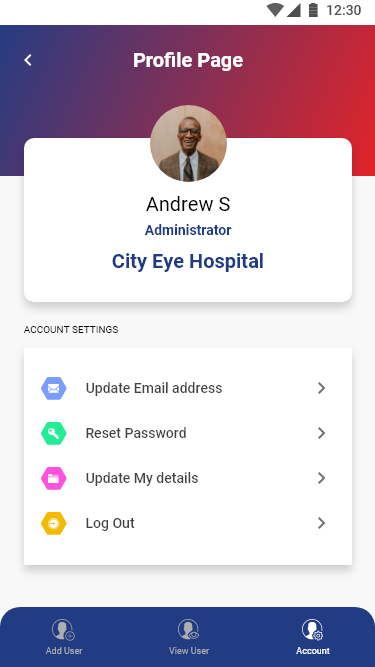 12:30
Profile Page
Andrew S
Administrator
City Eye Hospital
ACCOUNT SETTINGS
Update Email address
Reset Password
Update My details
Log Out
Add User
View User
Account